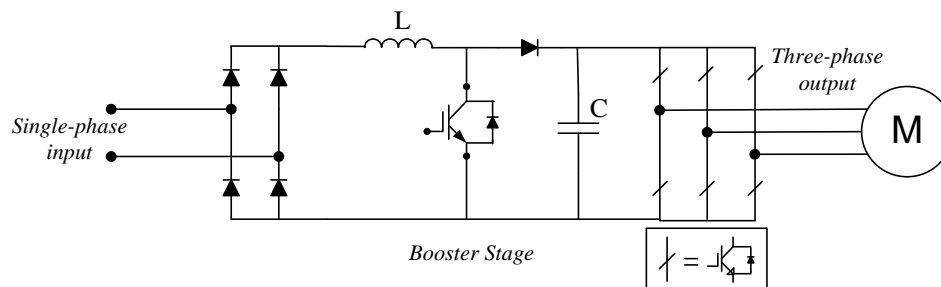 L
Three-phase
output
Single-phase
input
C
M
Booster Stage
=